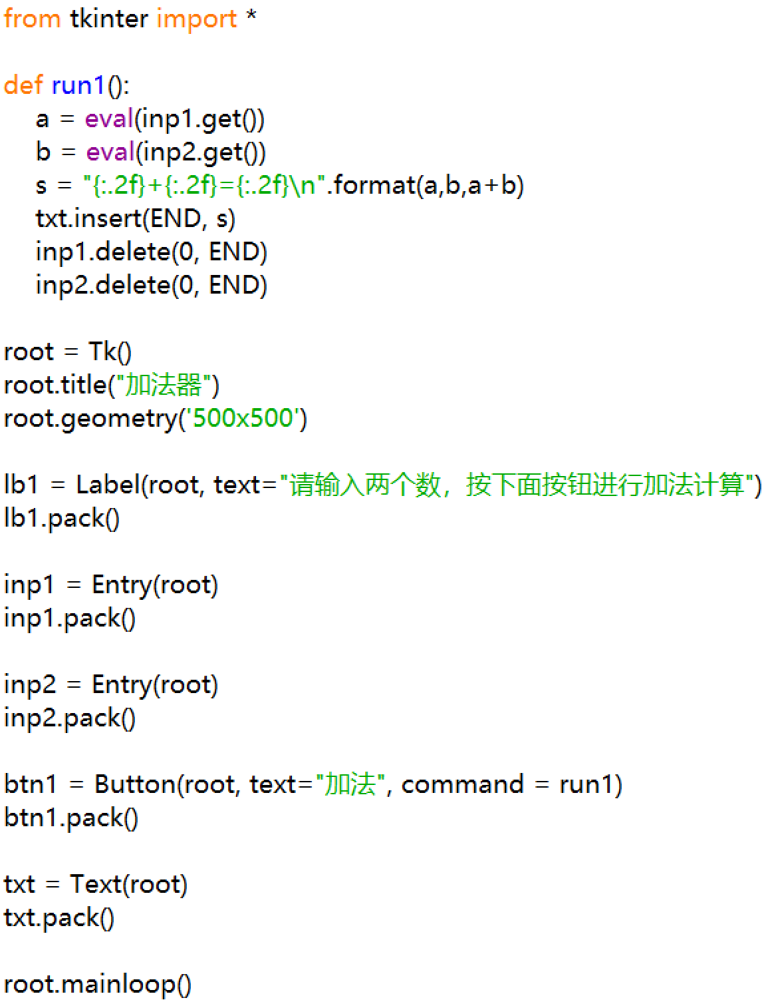 from tkinter import *
def run1():
a = eval(inp1.get())
b = eval(inp2.get())
s = "{:.2f}+{:.2f}={:.2f}\n".format(a,b,a+b)
txt.insert(END, s)
inp1.delete(0, END)
inp2.delete(0, END)
root = Tk()
root.title("加法器")
root.geometry('500x500')
lb1 = Label(root, text="请输入两个数，按下面按钮进行加法计算")
lb1.pack()
inp1 = Entry(root)
inp1.pack()
inp2 = Entry(root)
inp2.pack()
btn1 = Button(root, text="加法", command = run1)
btn1.pack()
txt = Text(root)
txt.pack()
root.mainloop()